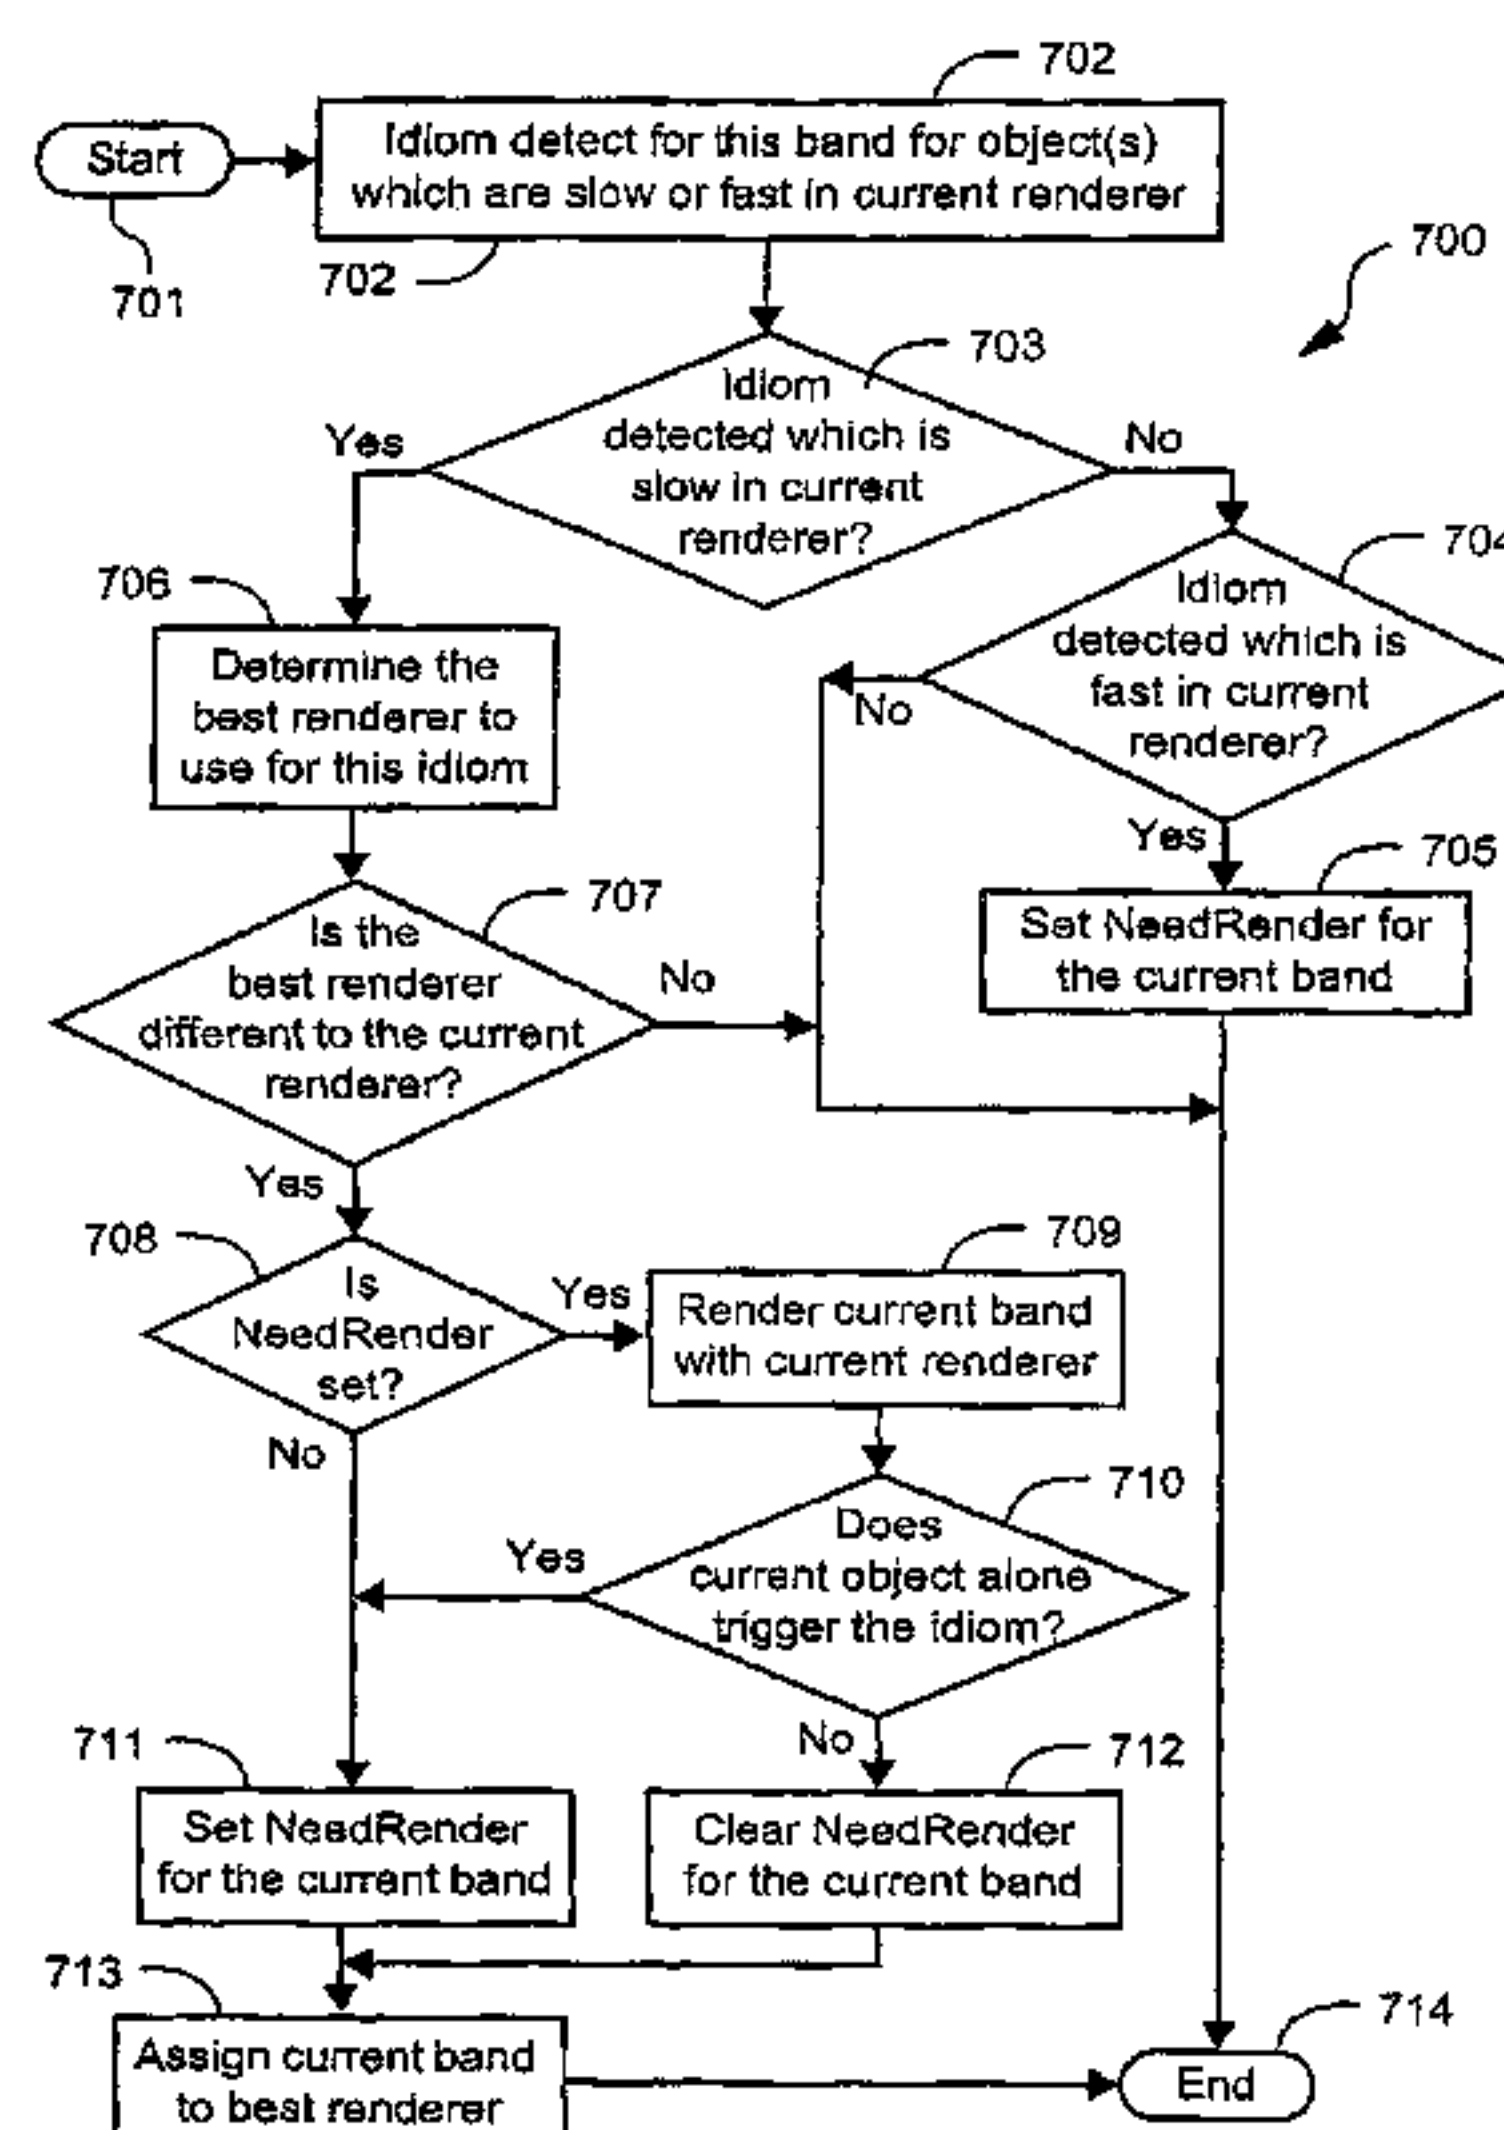 702
Start
Idiom detect for this band for object(s)
which are slow or fast in current renderer
700
702
701
703
Idiom
detected which is
slow in current
renderer?
Yes
No
704
Idiom
detected which is
fast in current
renderer?
No
Yes
706
Determine the
best renderer to
use for this idiom
705
Set NeedRender for
the current band
707
Is the
best renderer
different to the current
renderer?
No
Yes
708
Is
NeedRender
set?
Yes
No
709
Render current band
with current renderer
710
Does
current object alone
trigger the idiom?
Yes
No
711
Set NeedRender
for the current band
712
Clear NeedRender
for the current band
713
Assign current band
to best renderer
714
End